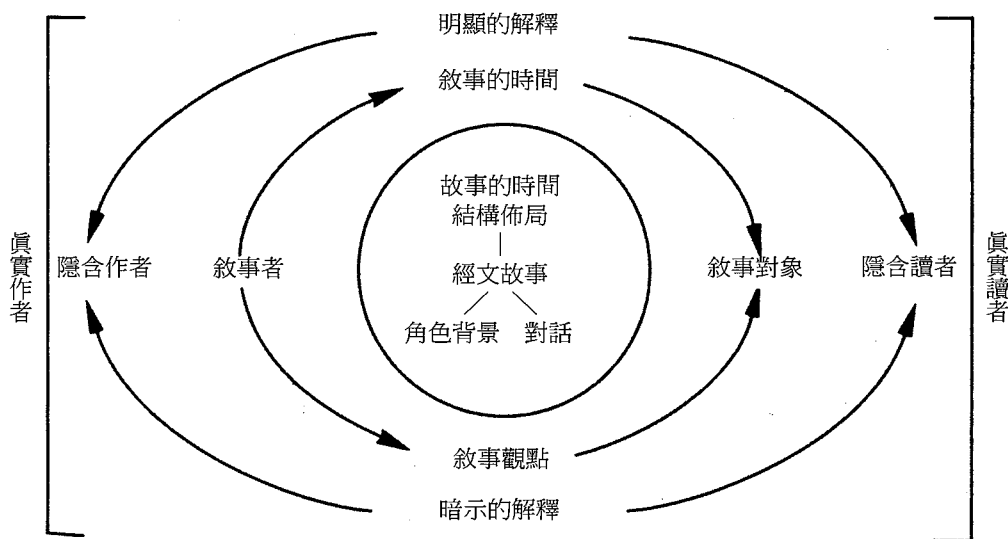 明顯的解釋
敘事的時間
故事的時間
結構佈局
眞實作者
隱含作者
敘事者
經文故事
敘事對象
隱含讀者
眞實讀者
角色背景
對話
敘事觀點
暗示的解釋